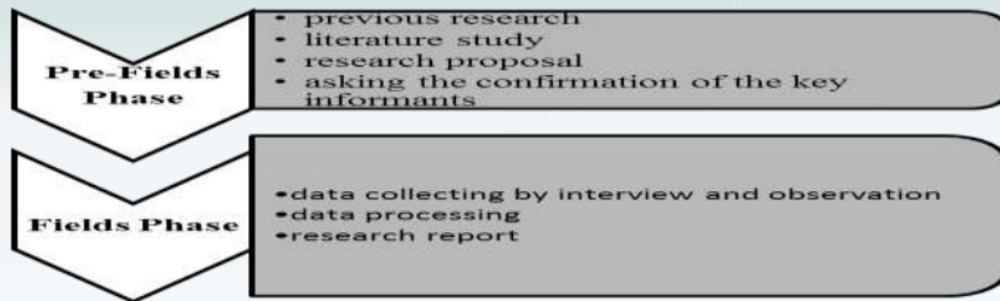 Pre-Fields
Phase
• previous research
• literature study
• research proposal
• asking the confirmation of the key
informants
Fields Phase
•data collecting by interview and observation
•data processing
•research report